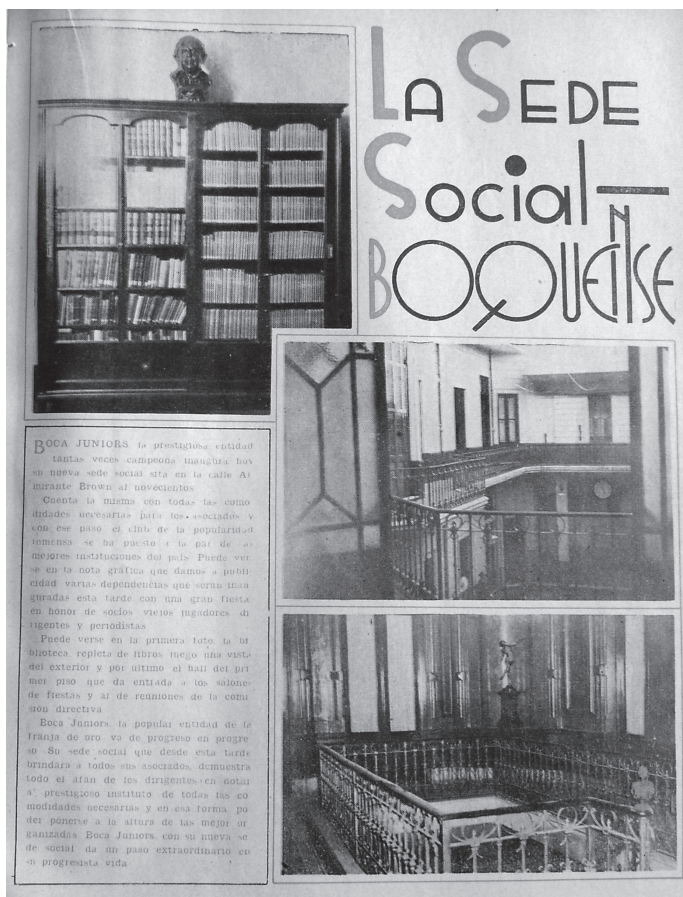 LA SEDE
SOCIAL
BOQUENSE
BOCA JUNIORS la prestigiosa entidad
tantas veces campeona inaugura hoy
su nueva sede social sita en la calle Al
mirante Brown al novecientos
Cuenta la misma con todas las como
didades necesarias para los asociados y
con ese paso el club de la popularidad
inmensa se ha puesto a la par de las
mejores instituciones del pais Puede ver
se en la nota gráfica que damos a publi
cidad varias dependencias que seran inau
guradas esta tarde con una gran fiesta
en honor de socios viejos jugadores di
rigentes y periodistas
Puede verse en la primera foto la bi
blioteca repleta de libros luego una vista
del exterior y por ultimo el hall del pri
mer piso que da entrada a los salones
de fiestas y al de reuniones de la comi
sión directiva
Boca Juniors la popular entidad de la
franja de oro va de progreso en progre
so Su sede social que desde esta tarde
brindará a todos sus asociados, demuestra
todo el afán de los dirigentes en dotar
al prestigioso instituto de todas las co
modidades necesarias y en esa forma po
der ponerse a la altura de las mejor or
ganizadas Boca Juniors con su nueva se
de social da un paso extraordinario en
su progresista vida